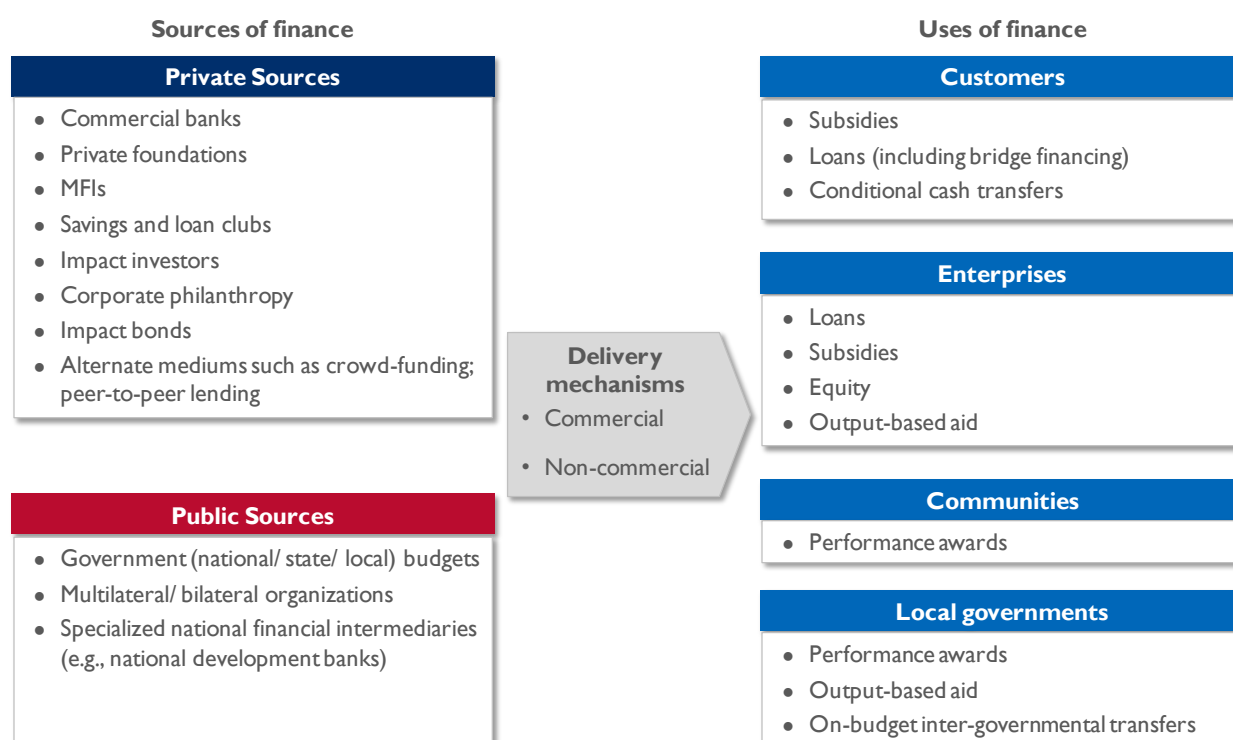 Sources of finance
Private Sources
• Commercial banks
• Private foundations
• MFIs
• Savings and loan clubs
• Impact investors
• Corporate philanthropy
• Impact bonds
• Alternate mediums such as crowd-funding;
peer-to-peer lending
Public Sources
• Government (national/ state/ local) budgets
• Multilateral/ bilateral organizations
• Specialized national financial intermediaries
(e.g., national development banks)
Delivery
mechanisms
• Commercial
• Non-commercial
Uses of finance
Customers
• Subsidies
• Loans (including bridge financing)
• Conditional cash transfers
Enterprises
• Loans
• Subsidies
• Equity
• Output-based aid
Communities
• Performance awards
Local governments
• Performance awards
• Output-based aid
• On-budget inter-governmental transfers